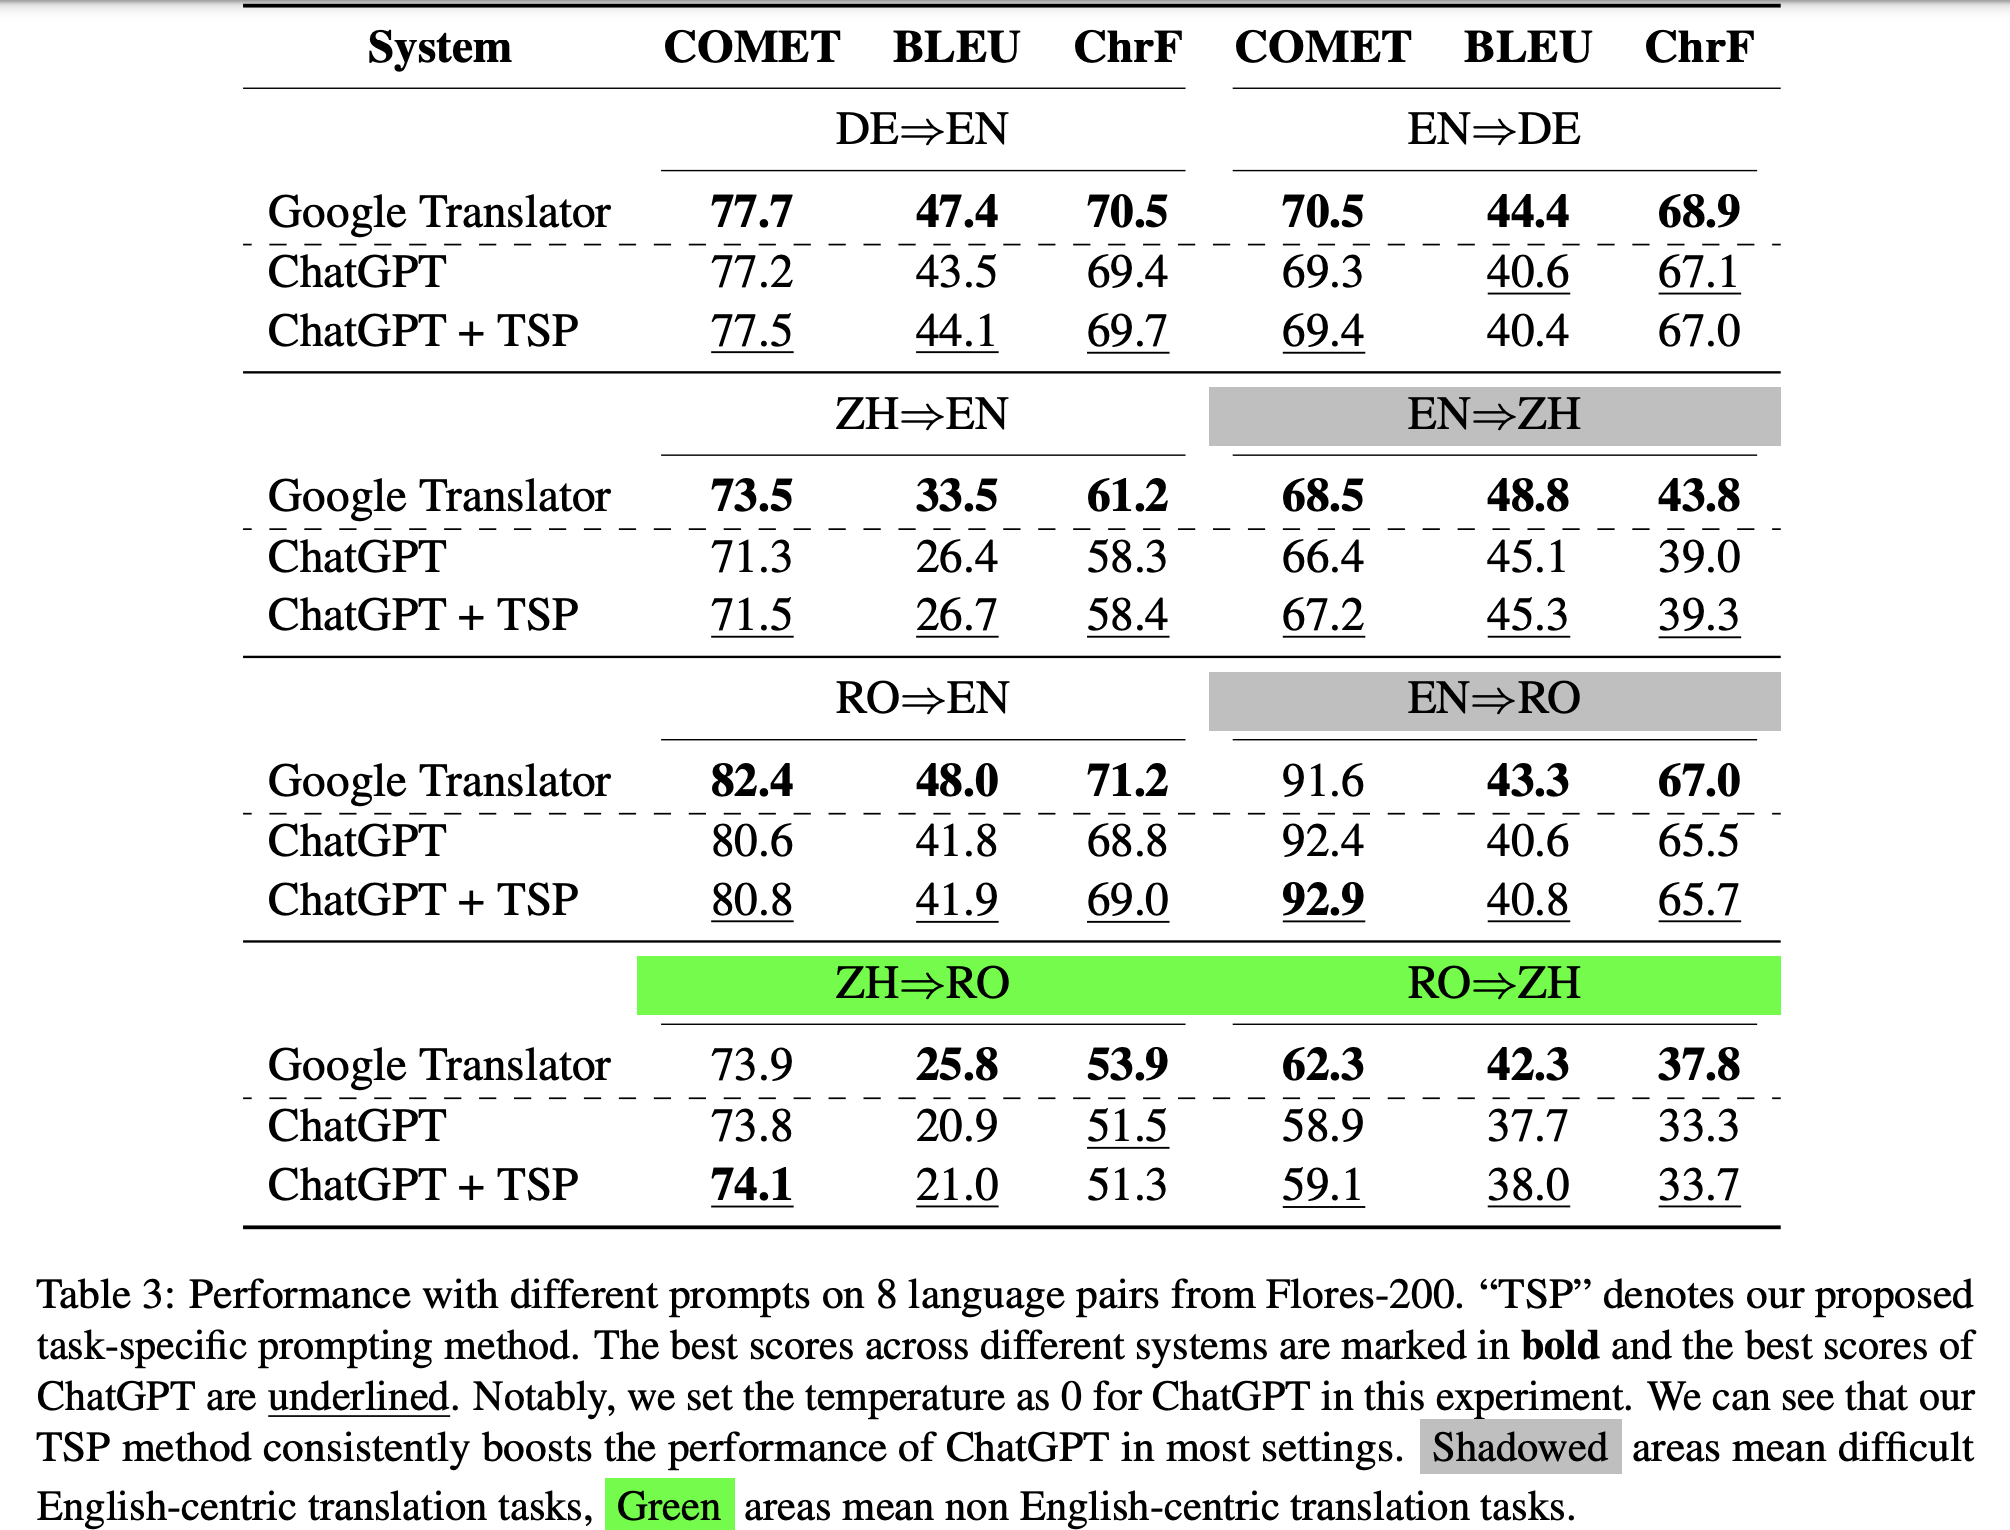 System COMET BLEU ChrF COMET BLEU ChrF
DE⇒EN EN⇒DE
Google Translator 77.7 47.4 70.5 70.5 44.4 68.9
ChatGPT 77.2 43.5 69.4 69.3 40.6 67.1
ChatGPT + TSP 77.5 44.1 69.7 69.4 40.4 67.0
ZH⇒EN EN⇒ZH
Google Translator 73.5 33.5 61.2 68.5 48.8 43.8
ChatGPT 71.3 26.4 58.3 66.4 45.1 39.0
ChatGPT + TSP 71.5 26.7 58.4 67.2 45.3 39.3
RO⇒EN EN⇒RO
Google Translator 82.4 48.0 71.2 91.6 43.3 67.0
ChatGPT 80.6 41.8 68.8 92.4 40.6 65.5
ChatGPT + TSP 80.8 41.9 69.0 92.9 40.8 65.7
ZH⇒RO RO⇒ZH
Google Translator 73.9 25.8 53.9 62.3 42.3 37.8
ChatGPT 73.8 20.9 51.5 58.9 37.7 33.3
ChatGPT + TSP 74.1 21.0 51.3 59.1 38.0 33.7
Table 3: Performance with different prompts on 8 language pairs from Flores-200. “TSP” denotes our proposed
task-specific prompting method. The best scores across different systems are marked in bold and the best scores of
ChatGPT are underlined. Notably, we set the temperature as 0 for ChatGPT in this experiment. We can see that our
TSP method consistently boosts the performance of ChatGPT in most settings. Shadowed areas mean difficult
English-centric translation tasks, Green areas mean non English-centric translation tasks.